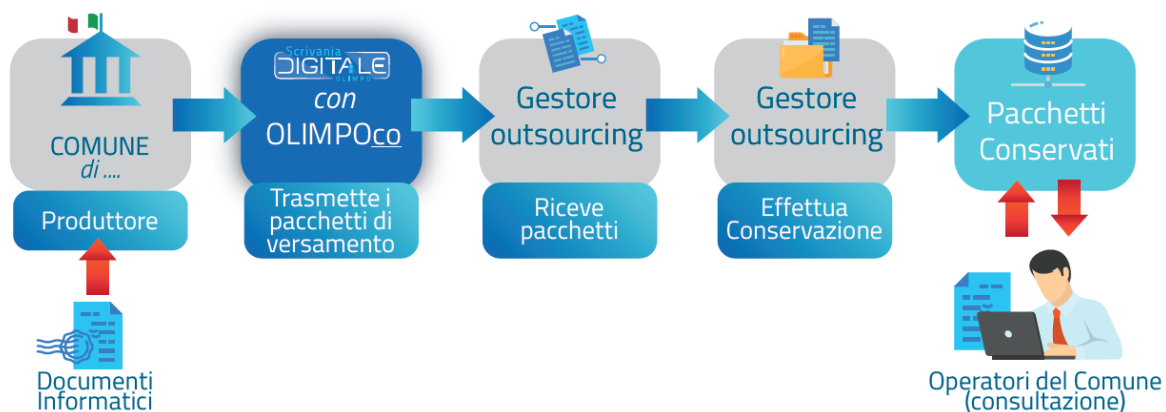 COMUNE
di ....
Produttore
Documenti
Informatici
Scrivania
DIGITALE
OLIMPO
con
OLIMPOco
Trasmette i
pacchetti di
versamento
Gestore
outsourcing
Riceve
pacchetti
Gestore
outsourcing
Effettua
Conservazione
Pacchetti
Conservati
Operatori del Comune
(consultazione)